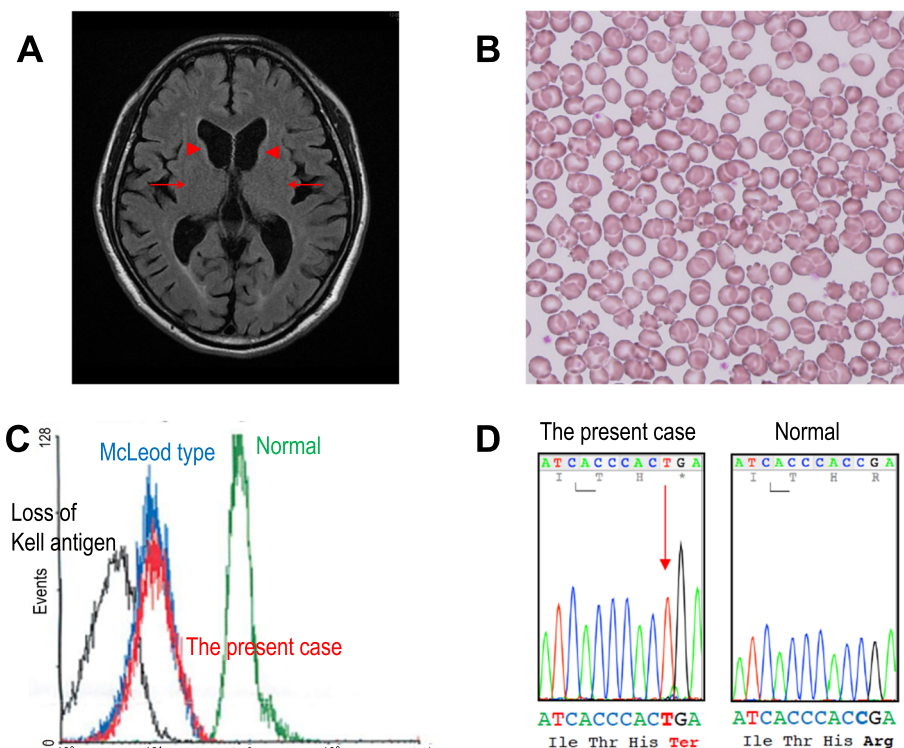 A
B
C
128
McLeod type
Normal
Loss of
Kell antigen
Events
The present case
0
D
The present case
Normal
ATCACCCACTGA
I T H *
ATCACCCACCGA
I T H R
ATCACCCACTGA
Ile Thr His Ter
ATCACCCACCGA
Ile Thr His Arg